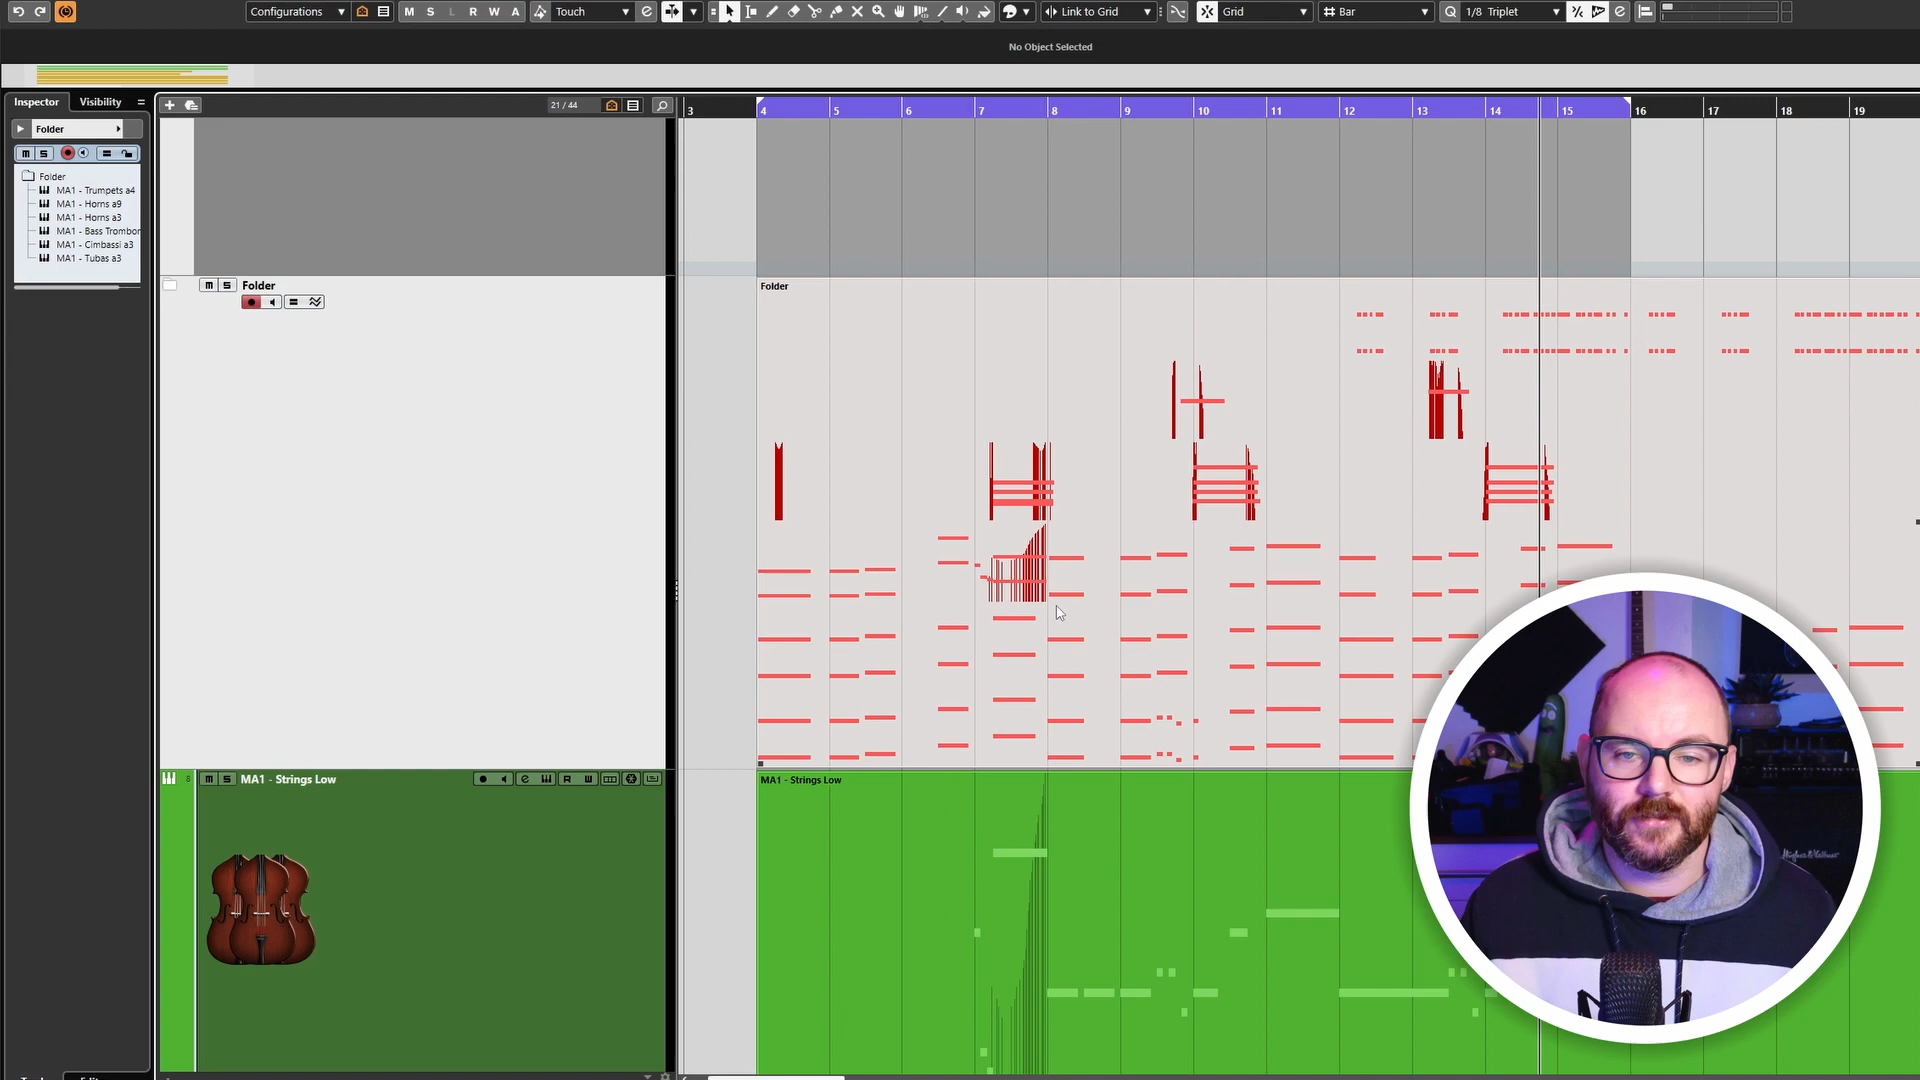 Configurations
M S L R W A
Touch
Link to Grid
Grid
Bar
Q 1/8 Triplet
No Object Selected
Inspector Visibility
21 / 44
3 4 5 6 7 8 9 10 11 12 13 14 15 16 17 18 19
Folder
m S
Folder
MA1 - Trumpets a4
MA1 - Horns a9
MA1 - Horns a3
MA1 - Bass Trombor
MA1 - Cimbassi a3
MA1 - Tubas a3
m S Folder
Folder
m S MA1 - Strings Low
R W
MA1 - Strings Low
Hughes & Kettner